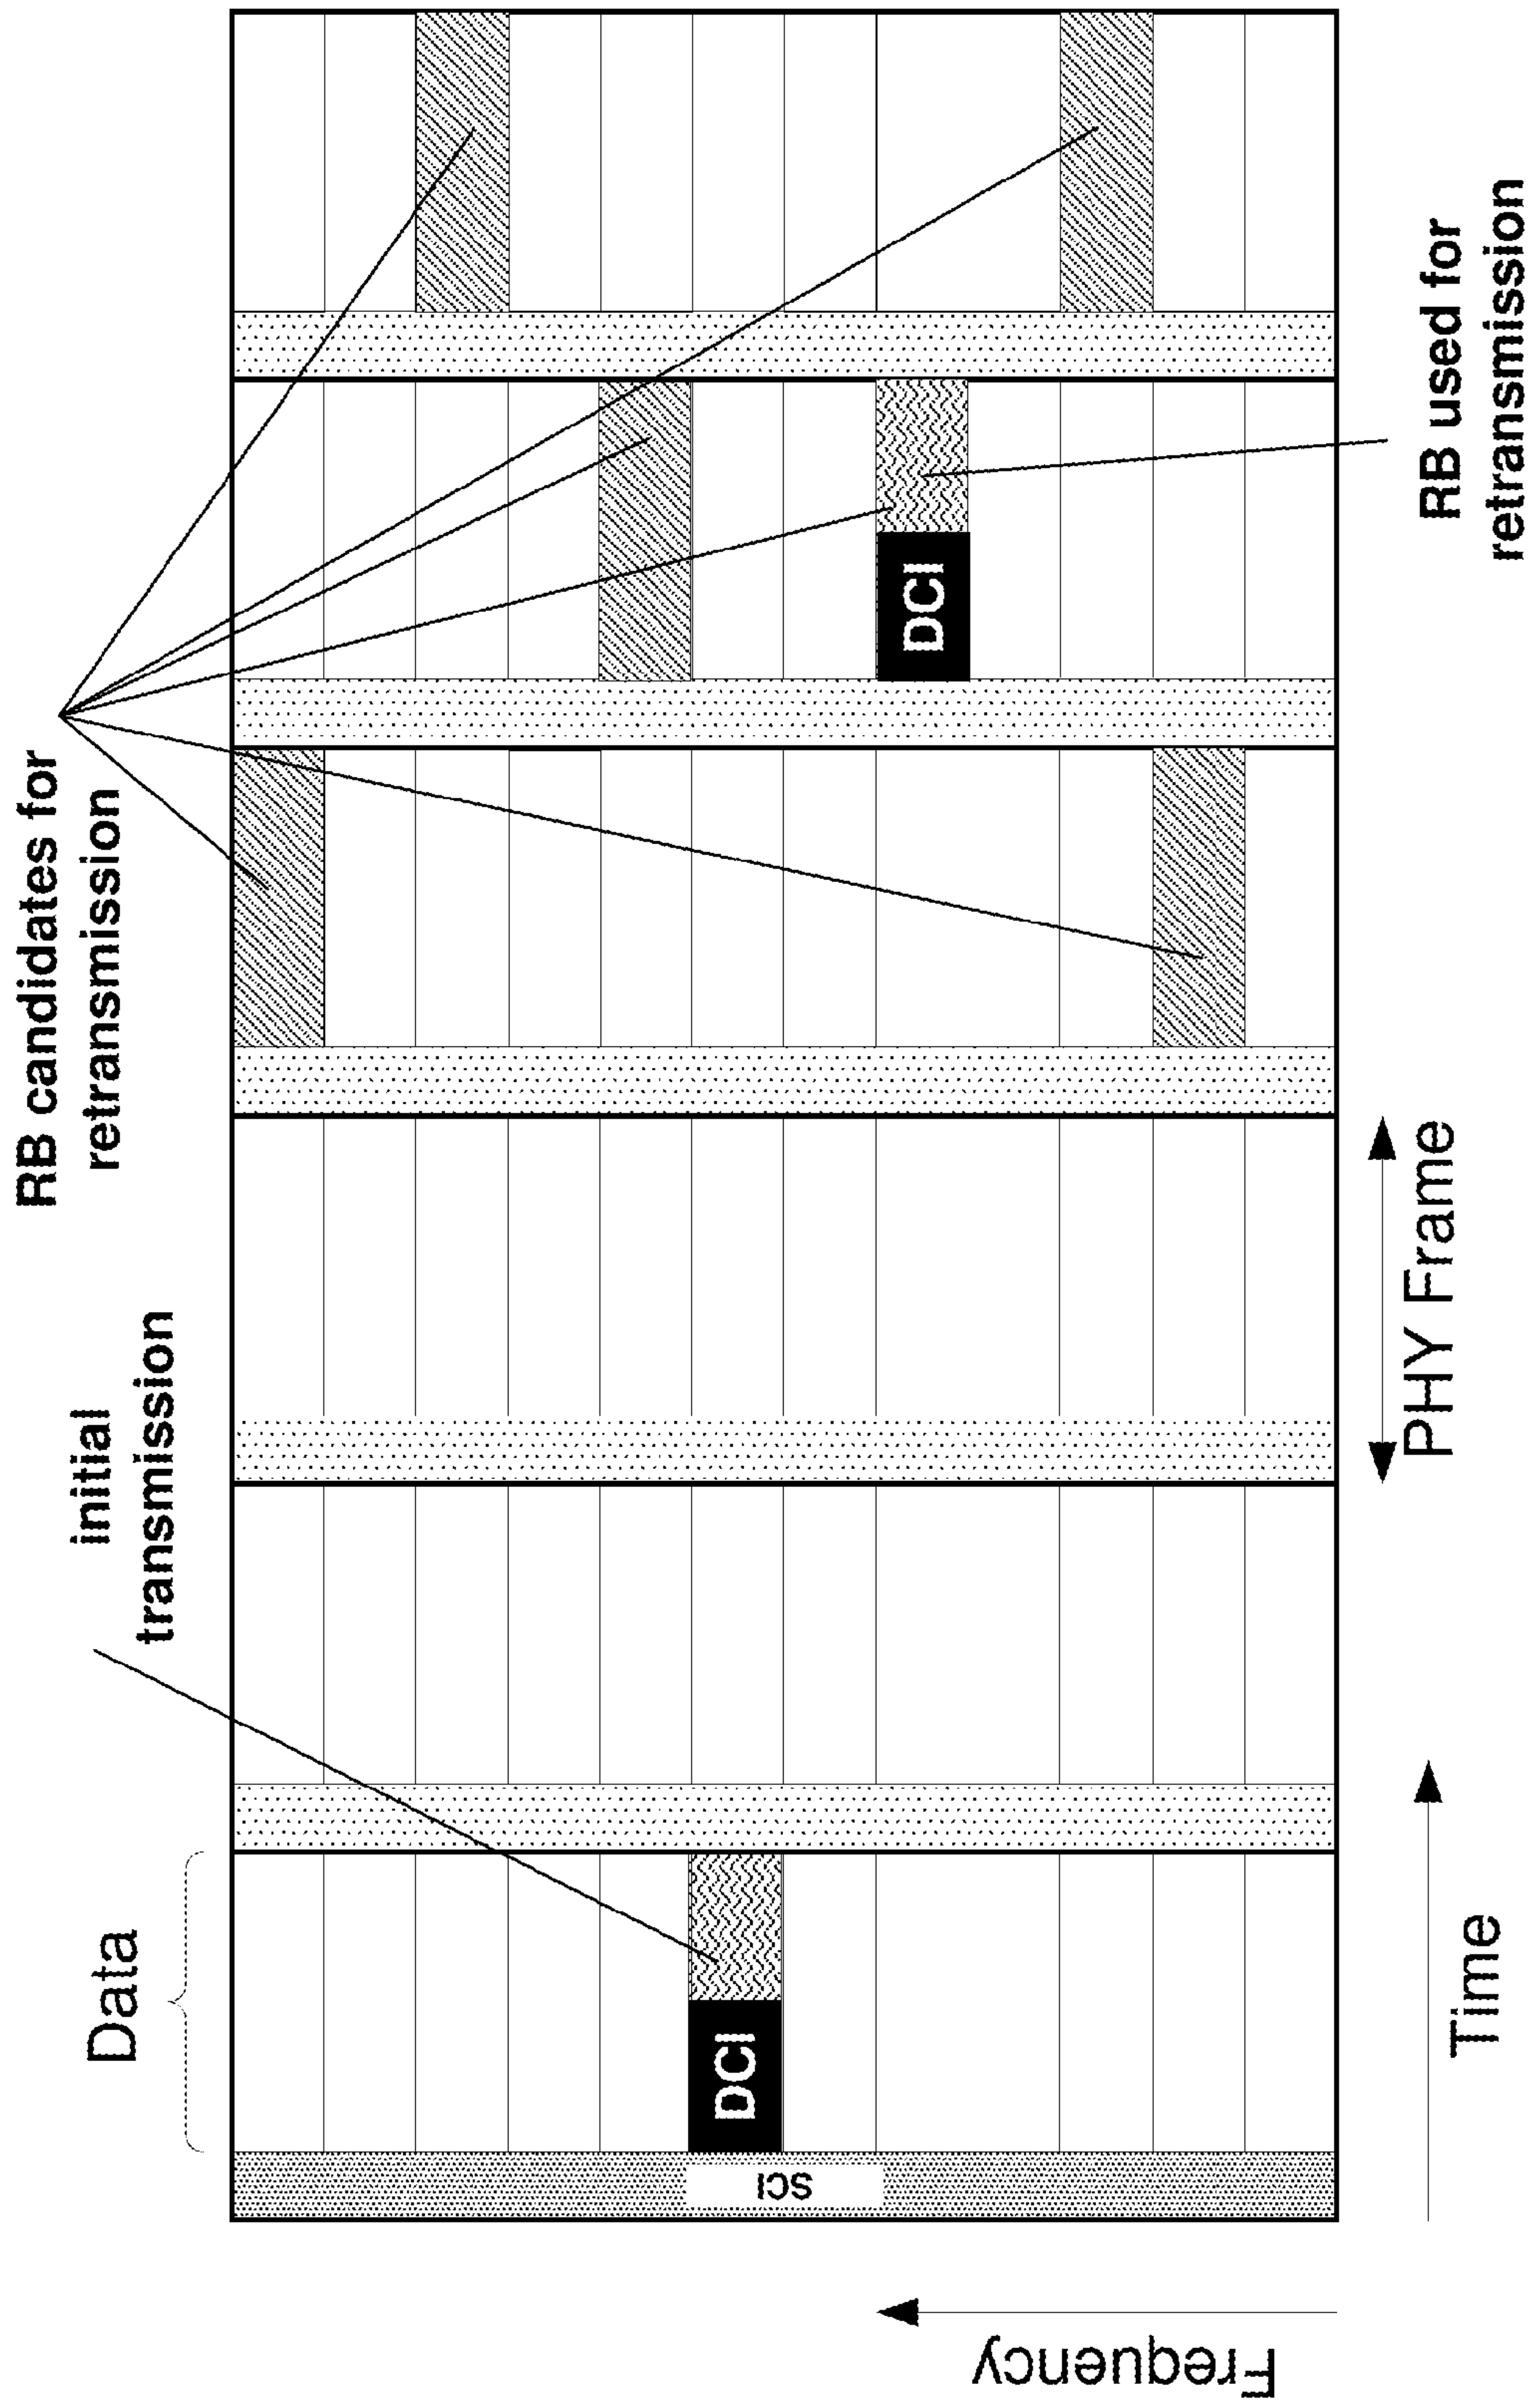 Data
initial
transmission
RB candidates for
retransmission
SCI
DCI
DCI
Frequency
Time
PHY Frame
RB used for
retransmission